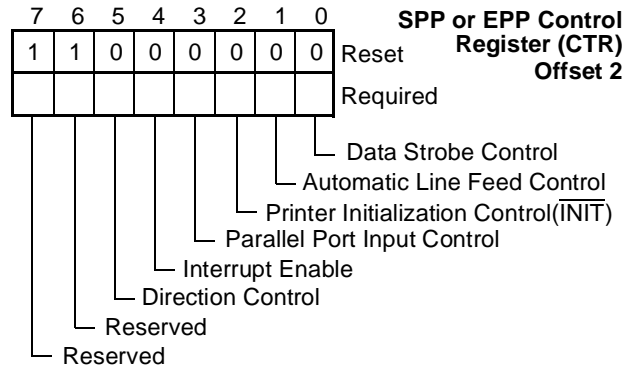 7 6 5 4 3 2 1 0
SPP or EPP Control
Register (CTR)
Offset 2
1 1 0 0 0 0 0 0 Reset
Required
Data Strobe Control
Automatic Line Feed Control
Printer Initialization Control(INIT)
Parallel Port Input Control
Interrupt Enable
Direction Control
Reserved
Reserved